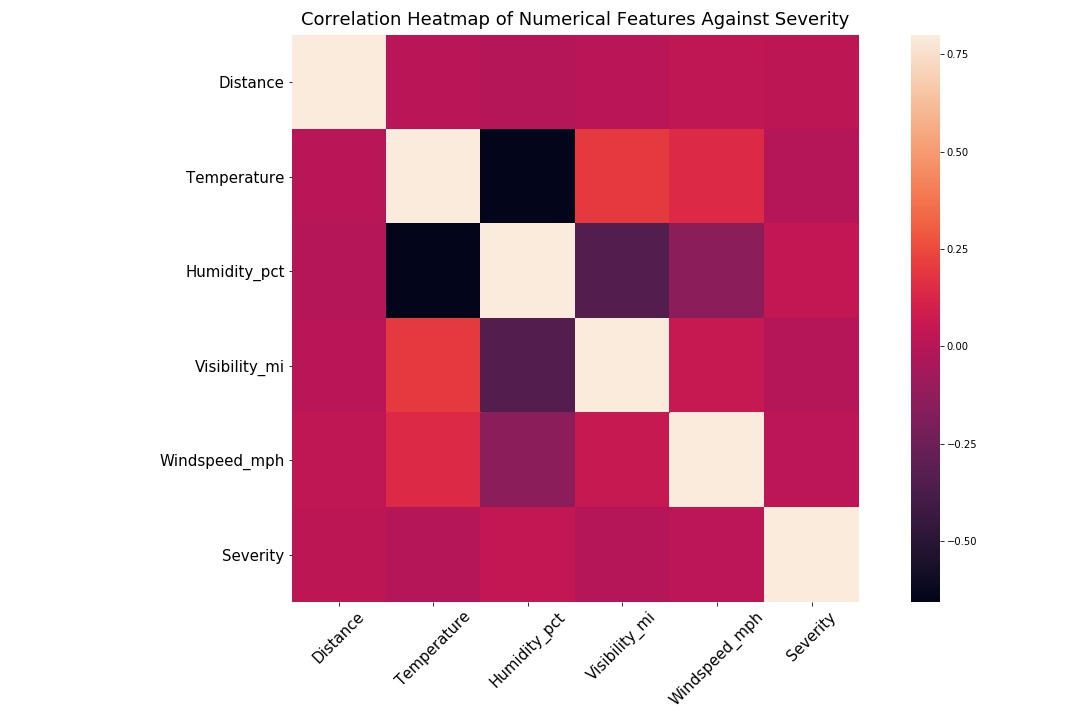 Correlation Heatmap of Numerical Features Against Severity
Distance
Temperature
Humidity_pct
Visibility_mi
Windspeed_mph
Severity
Distance
Temperature
Humidity_pct
Visibility_mi
Windspeed_mph
Severity
0.75
0.50
0.25
0.00
−0.25
−0.50